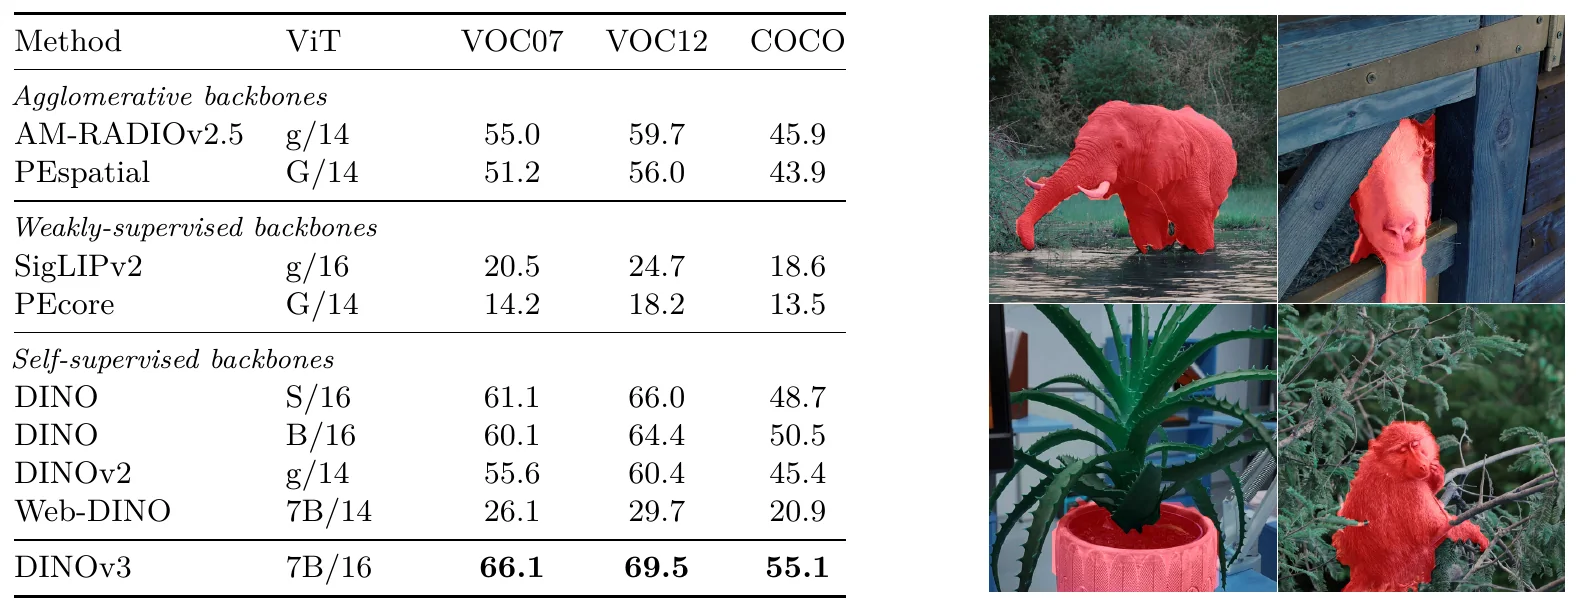 Method ViT VOC07 VOC12 COCO
Agglomerative backbones
AM-RADIOv2.5 g/14 55.0 59.7 45.9
PEspatial G/14 51.2 56.0 43.9
Weakly-supervised backbones
SigLIPv2 g/16 20.5 24.7 18.6
PEcore G/14 14.2 18.2 13.5
Self-supervised backbones
DINO S/16 61.1 66.0 48.7
DINO B/16 60.1 64.4 50.5
DINOv2 g/14 55.6 60.4 45.4
Web-DINO 7B/14 26.1 29.7 20.9
DINOv3 7B/16 66.1 69.5 55.1